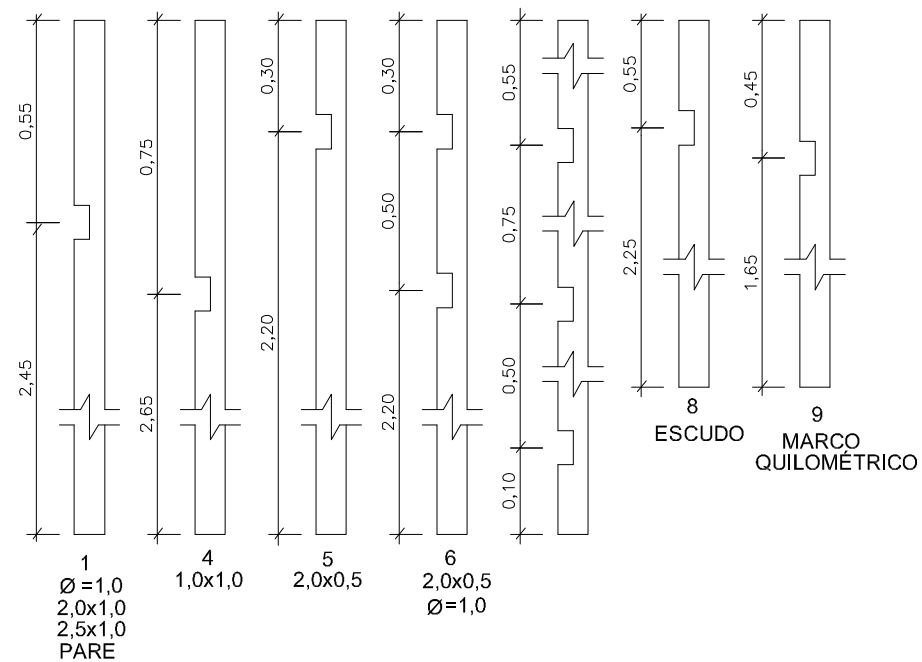 0,55
2,45
1
Ø =1,0
2,0x1,0
2,5x1,0
PARE
0,75
2,65
4
1,0x1,0
0,30
2,20
5
2,0x0,5
0,30
0,50
2,20
6
2,0x0,5
Ø=1,0
0,55
0,75
0,50
0,10
0,55
2,25
8
ESCUDO
0,45
1,65
9
MARCO
QUILOMÉTRICO